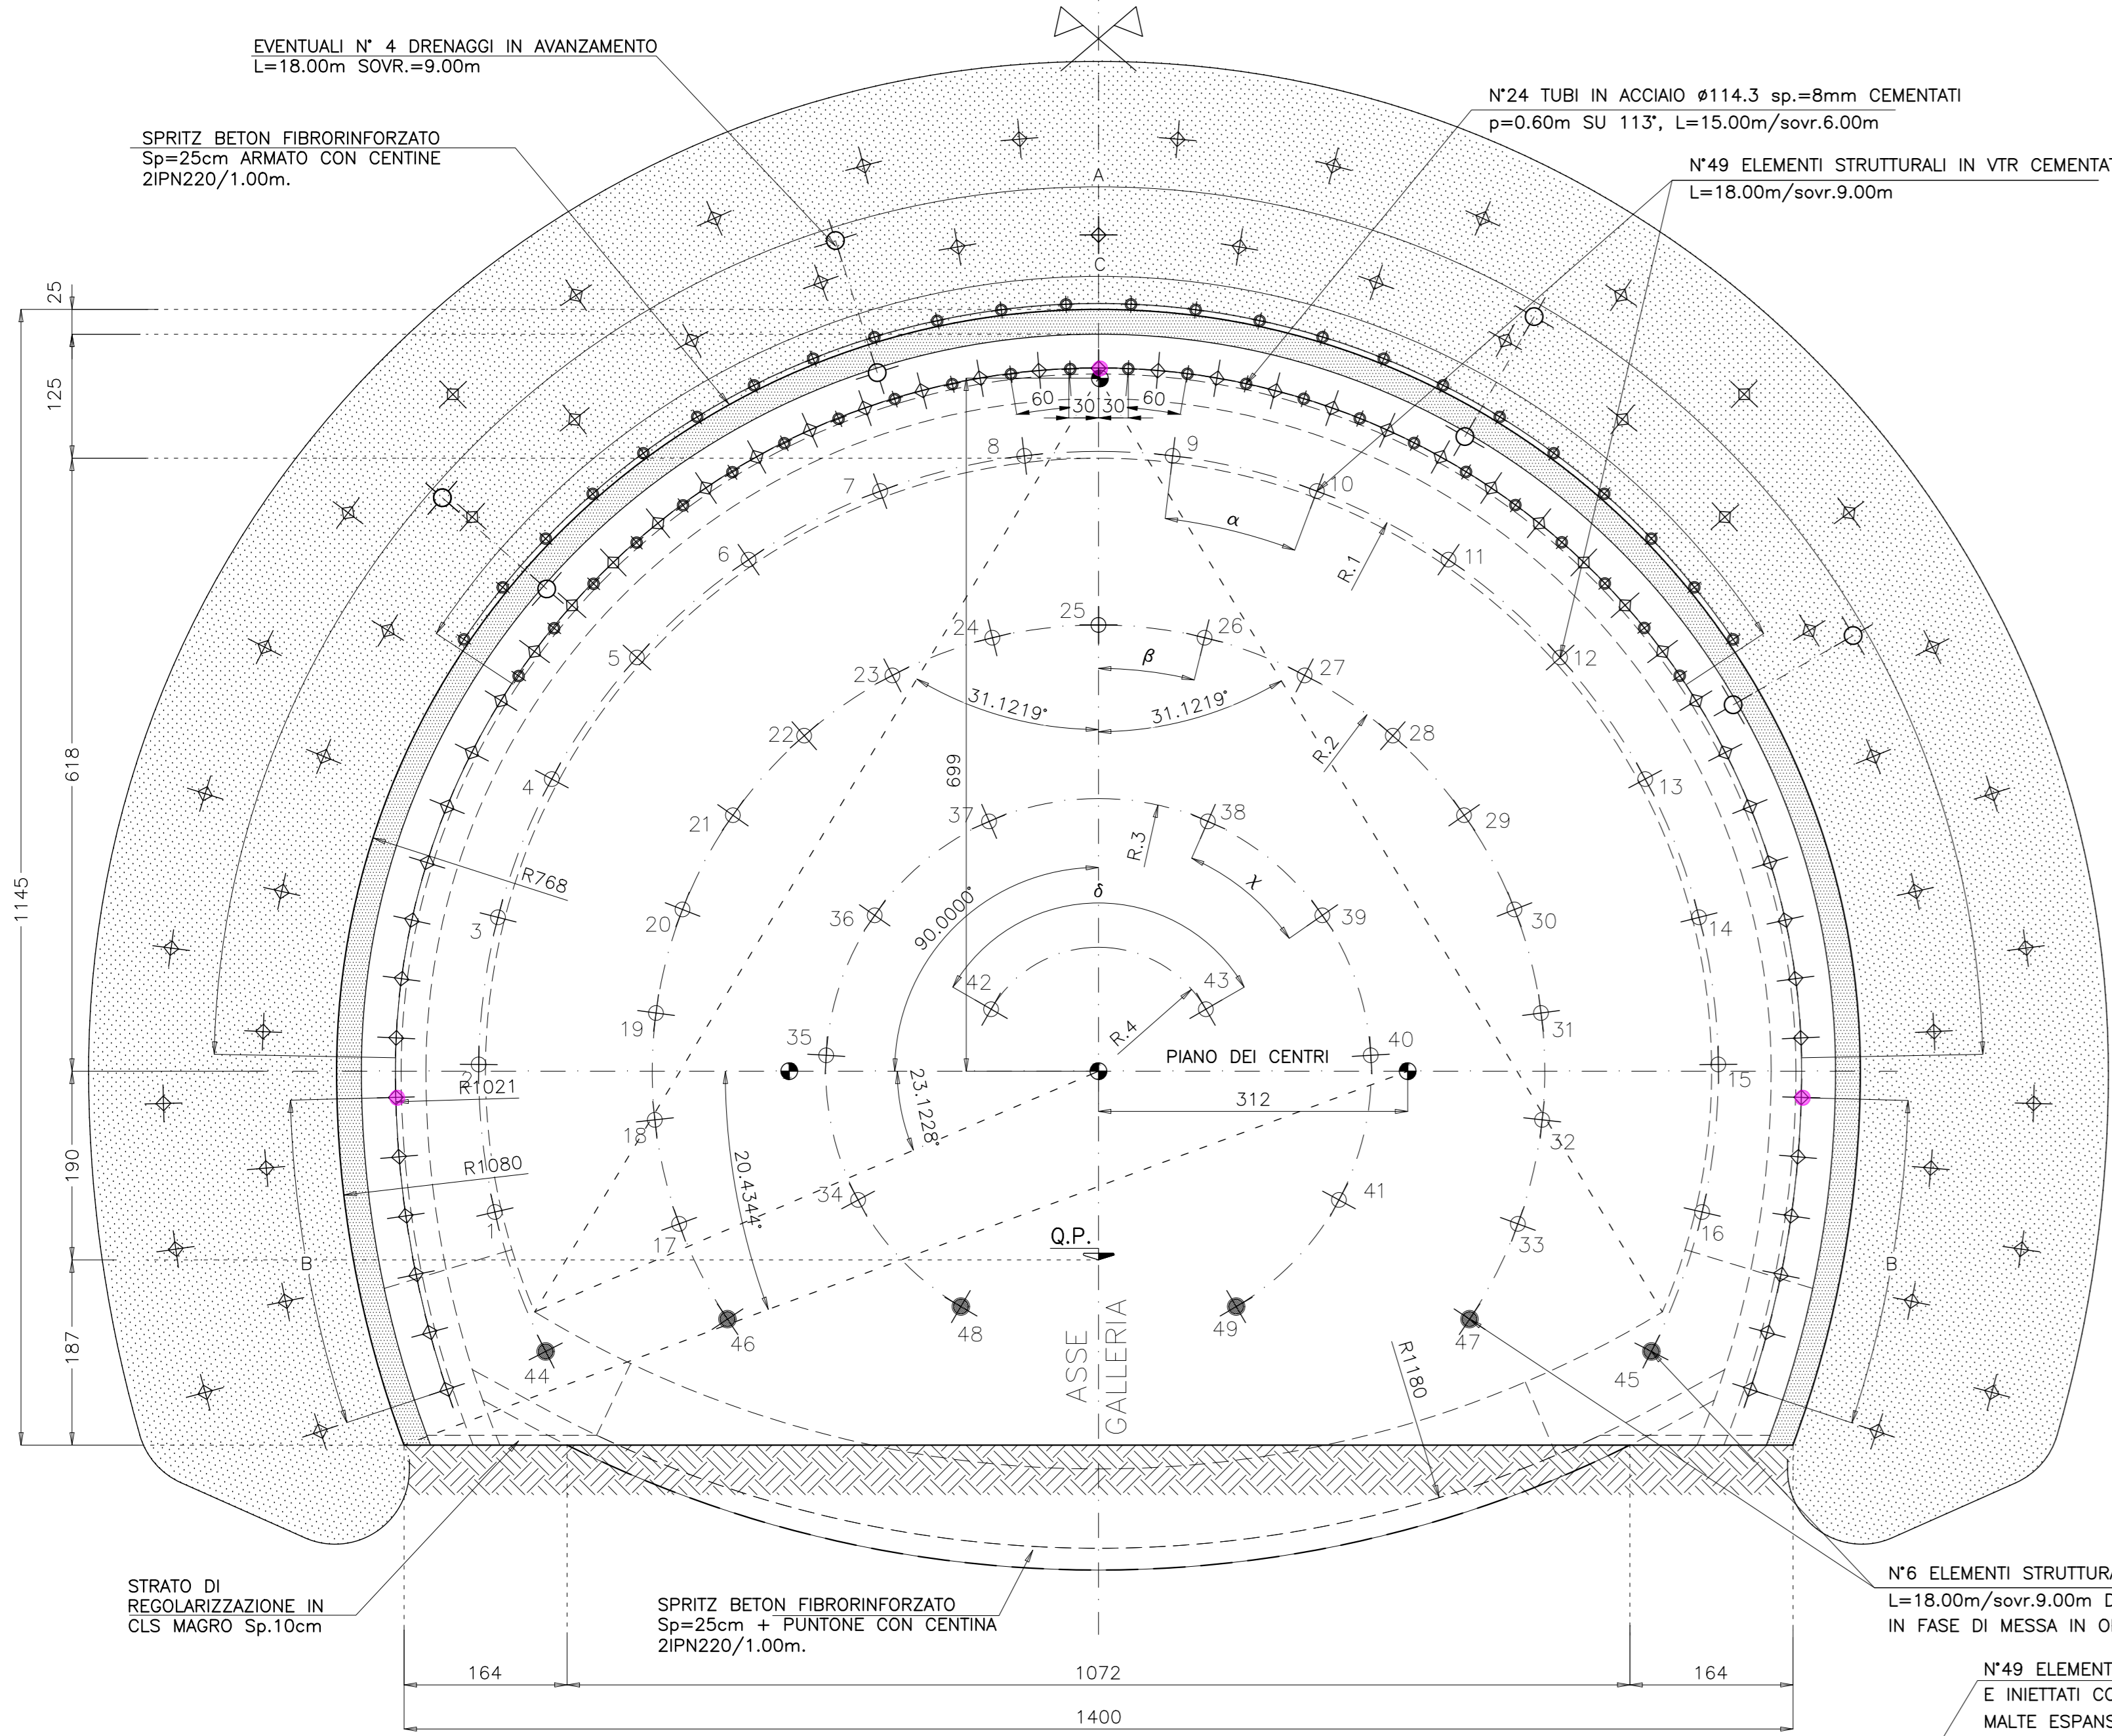 EVENTUALI N° 4 DRENAGGI IN AVANZAMENTO
L=18.00m SOVR.=9.00m
N°24 TUBI IN ACCIAIO ø114.3 sp.=8mm CEMENTATI
p=0.60m SU 113°, L=15.00m/sovr.6.00m
SPRITZ BETON FIBRORINFORZATO
Sp=25cm ARMATO CON CENTINE
2IPN220/1.00m.
N°49 ELEMENTI STRUTTURALI IN VTR CEMENTAT
L=18.00m/sovr.9.00m
A
C
25
125
60
30
30
60
8
9
7
10
α
R.1
6
11
25
24
26
5
12
β
23
27
31.1219°
31.1219°
22
28
R.2
618
699
4
13
21
29
37
38
R.3
R768
χ
1145
δ
90.0000°
3
20
36
39
30
14
42
43
19
35
R.4
40
31
PIANO DEI CENTRI
2
15
R1021
312
23.1228°
18
32
190
R1080
20.4344°
34
41
1
17
Q.P.
33
16
B
B
187
44
46
48
ASSE
GALLERIA
49
47
45
R1180
STRATO DI
REGOLARIZZAZIONE IN
CLS MAGRO Sp.10cm
SPRITZ BETON FIBRORINFORZATO
Sp=25cm + PUNTONE CON CENTINA
2IPN220/1.00m.
N°6 ELEMENTI STRUTTURA
L=18.00m/sovr.9.00m D
IN FASE DI MESSA IN O
N°49 ELEMENT
E INIETTATI CO
MALTE ESPANS
164
1072
164
1400